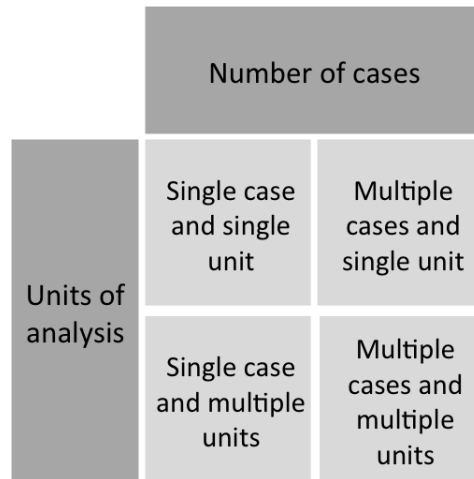 Number of cases
Single case
and single
unit
Multiple
cases and
single unit
Units of
analysis
Single case
and multiple
units
Multiple
cases and
multiple
units